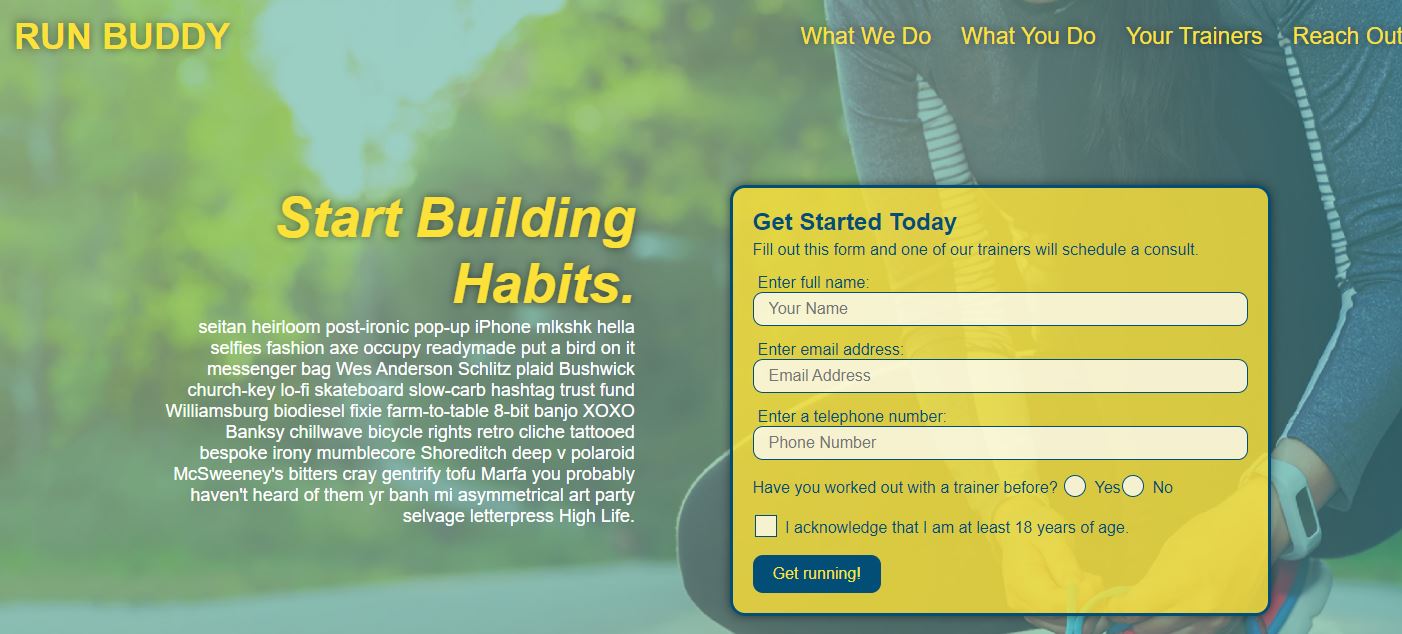 RUN BUDDY
What We Do
What You Do
Your Trainers
Reach Out
Start Building
Habits.
seitan heirloom post-ironic pop-up iPhone mlkshk hella
selfies fashion axe occupy readymade put a bird on it
messenger bag Wes Anderson Schlitz plaid Bushwick
church-key lo-fi skateboard slow-carb hashtag trust fund
Williamsburg biodiesel fixie farm-to-table 8-bit banjo XOXO
Banksy chillwave bicycle rights retro cliche tattooed
bespoke irony mumblecore Shoreditch deep v polaroid
McSweeney's bitters cray gentrify tofu Marfa you probably
haven't heard of them yr banh mi asymmetrical art party
selvage letterpress High Life.
Get Started Today
Fill out this form and one of our trainers will schedule a consult.
Enter full name:
Your Name
Enter email address:
Email Address
Enter a telephone number:
Phone Number
Have you worked out with a trainer before? Yes No
I acknowledge that I am at least 18 years of age.
Get running!